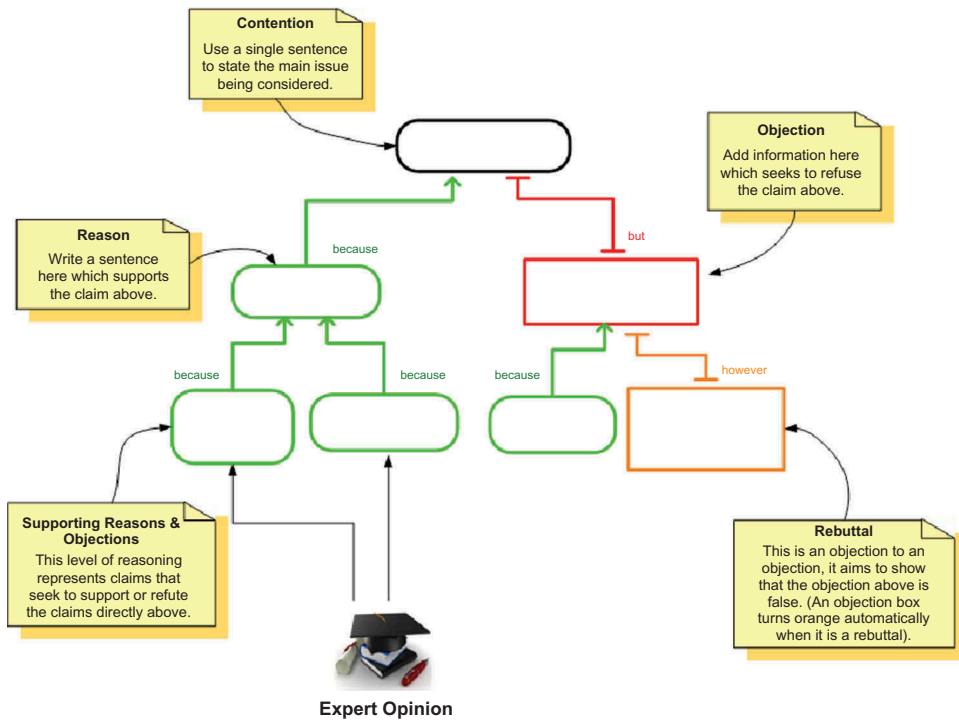 Contention
Use a single sentence
to state the main issue
being considered.
Objection
Add information here
which seeks to refuse
the claim above.
Reason
Write a sentence
here which supports
the claim above.
because
but
because
because
because
however
Supporting Reasons &
Objections
This level of reasoning
represents claims that
seek to support or refute
the claims directly above.
Rebuttal
This is an objection to an
objection, it aims to show
that the objection above is
false. (An objection box
turns orange automatically
when it is a rebuttal).
Expert Opinion